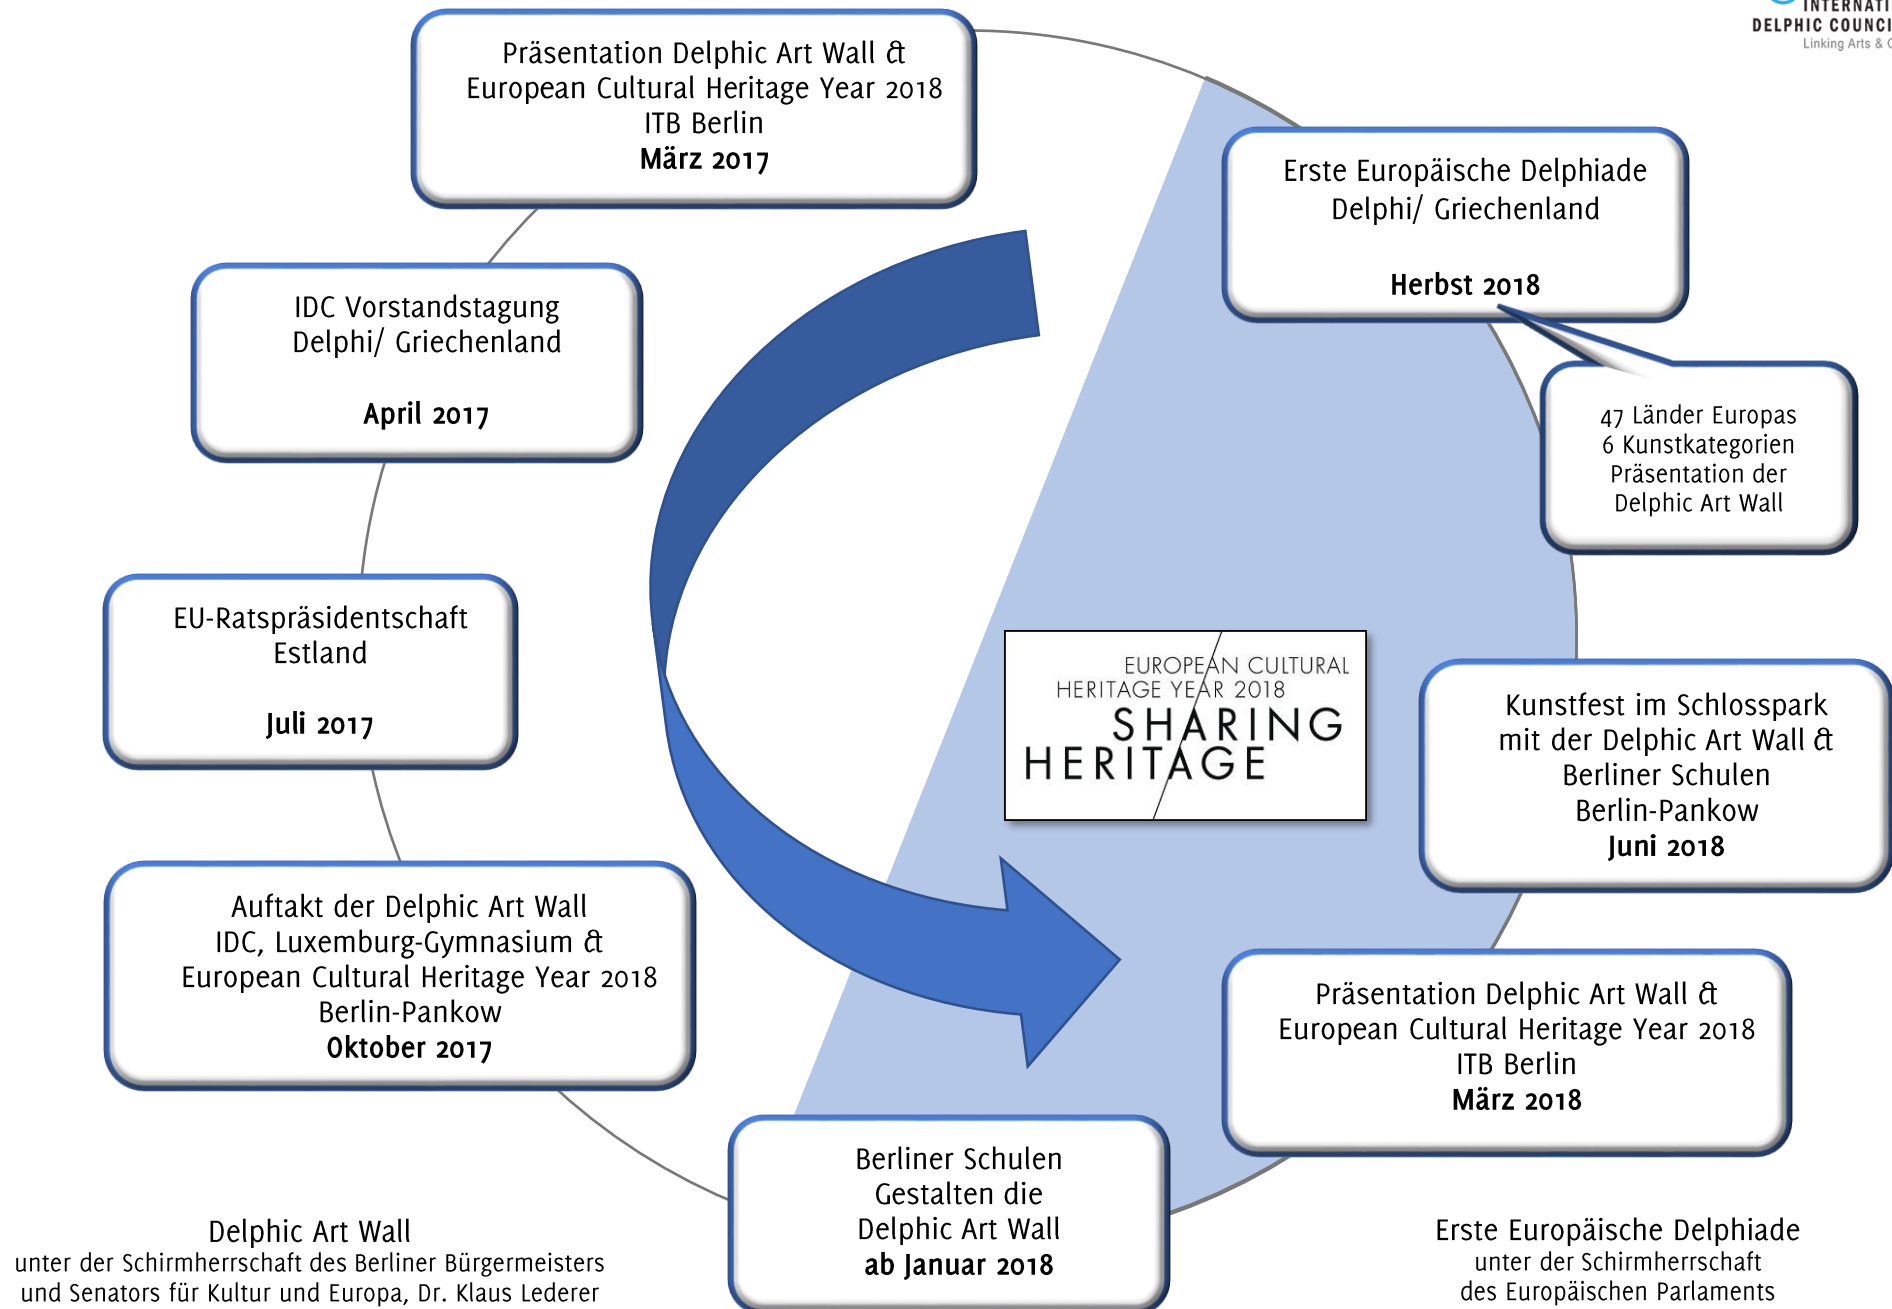 INTERNATI
DELPHIC COUNCI
Linking Arts & C
Präsentation Delphic Art Wall &
European Cultural Heritage Year 2018
ITB Berlin
März 2017
Erste Europäische Delphiade
Delphi/ Griechenland
Herbst 2018
IDC Vorstandstagung
Delphi/ Griechenland
April 2017
47 Länder Europas
6 Kunstkategorien
Präsentation der
Delphic Art Wall
EU-Ratspräsidentschaft
Estland
Juli 2017
EUROPEAN CULTURAL
HERITAGE YEAR 2018
SHARING
HERITAGE
Kunstfest im Schlosspark
mit der Delphic Art Wall &
Berliner Schulen
Berlin-Pankow
Juni 2018
Auftakt der Delphic Art Wall
IDC, Luxemburg-Gymnasium &
European Cultural Heritage Year 2018
Berlin-Pankow
Oktober 2017
Präsentation Delphic Art Wall &
European Cultural Heritage Year 2018
ITB Berlin
März 2018
Berliner Schulen
Gestalten die
Delphic Art Wall
ab Januar 2018
Delphic Art Wall
unter der Schirmherrschaft des Berliner Bürgermeisters
und Senators für Kultur und Europa, Dr. Klaus Lederer
Erste Europäische Delphiade
unter der Schirmherrschaft
des Europäischen Parlaments